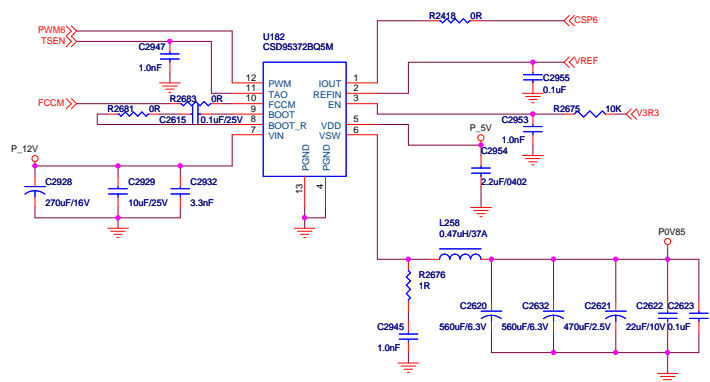 R2418 0R
CSP6
PWM6
TSEN
C2947
1.0nF
U182
CSD95372BQ5M
VREF
C2955
0.1uF
12 PWM IOUT 1
11 TAO REFIN 2
10 FCCM EN 3
9 BOOT
8 BOOT_R VDD 5
7 VIN VSW 6
PGND PGND
13 4
FCCM
R2683 0R
R2681 0R
C2615 0.1uF/25V
C2953
1.0nF
R2675 10K
V3R3
P_5V
C2954
2.2uF/0402
P_12V
C2928
270uF/16V
C2929
10uF/25V
C2932
3.3nF
L258
0.47uH/37A
P0V85
R2676
1R
C2945
1.0nF
C2620
560uF/6.3V
C2632
560uF/6.3V
C2621
470uF/2.5V
C2622
22uF/10V
C2623
0.1uF